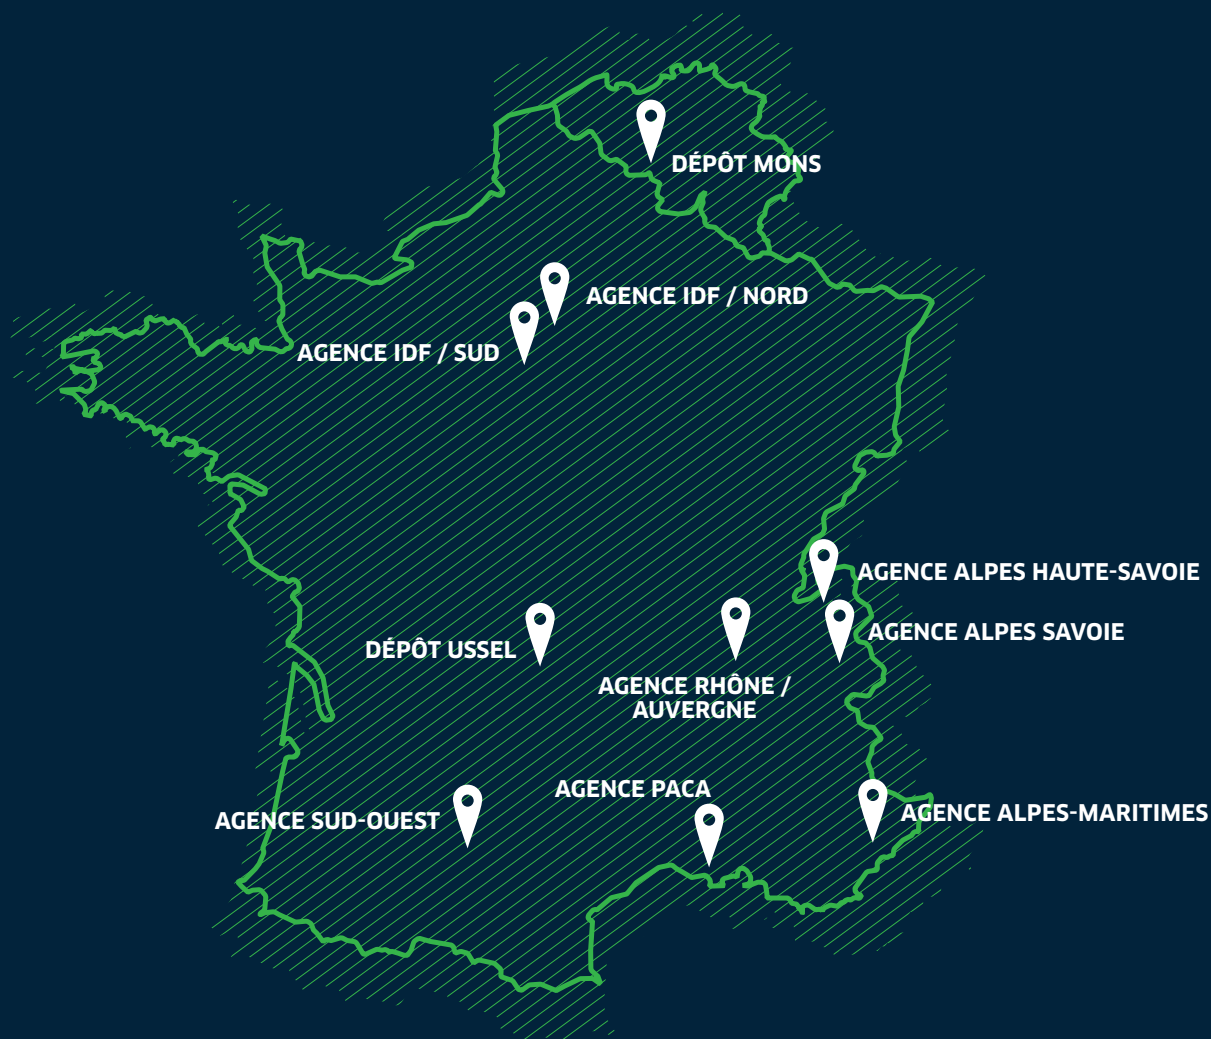 DÉPÔT MONS
AGENCE IDF / NORD
AGENCE IDF / SUD
AGENCE ALPES HAUTE-SAVOIE
AGENCE ALPES SAVOIE
DÉPÔT USSEL
AGENCE RHÔNE /
AUVERGNE
AGENCE PACA
AGENCE ALPES-MARITIMES
AGENCE SUD-OUEST